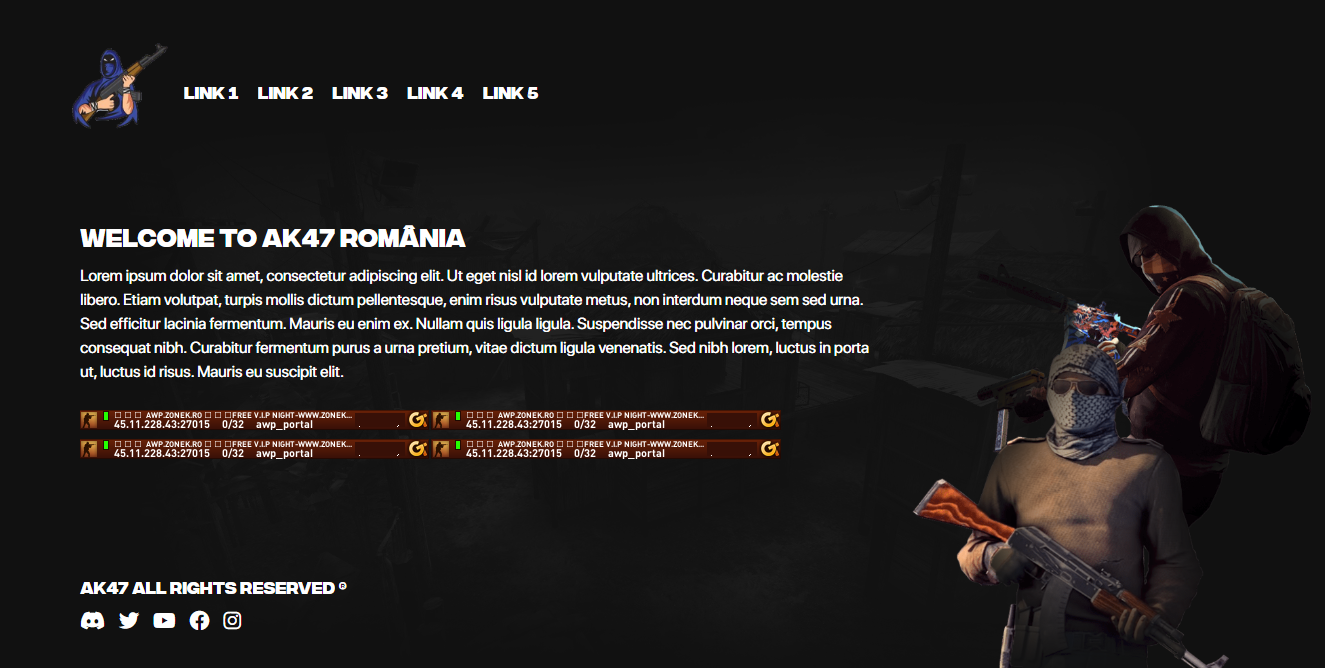 LINK 1 LINK 2 LINK 3 LINK 4 LINK 5
WELCOME TO AK47 ROMÂNIA
Lorem ipsum dolor sit amet, consectetur adipiscing elit. Ut eget nisl id lorem vulputate ultrices. Curabitur ac molestie
libero. Etiam volutpat, turpis mollis dictum pellentesque, enim risus vulputate metus, non interdum neque sem sed urna.
Sed efficitur lacinia fermentum. Mauris eu enim ex. Nullam quis ligula ligula. Suspendisse nec pulvinar orci, tempus
consequat nibh. Curabitur fermentum purus a urna pretium, vitae dictum ligula venenatis. Sed nibh lorem, luctus in porta
ut, luctus id risus. Mauris eu suscipit elit.
□ □ □ AWP.ZONEK.RO □ □ □FREE V.I.P NIGHT-WWW.ZONEK...
45.11.228.43:27015 0/32 awp_portal
□ □ □ AWP.ZONEK.RO □ □ □FREE V.I.P NIGHT-WWW.ZONEK...
45.11.228.43:27015 0/32 awp_portal
□ □ □ AWP.ZONEK.RO □ □ □FREE V.I.P NIGHT-WWW.ZONEK...
45.11.228.43:27015 0/32 awp_portal
□ □ □ AWP.ZONEK.RO □ □ □FREE V.I.P NIGHT-WWW.ZONEK...
45.11.228.43:27015 0/32 awp_portal
AK47 ALL RIGHTS RESERVED ®